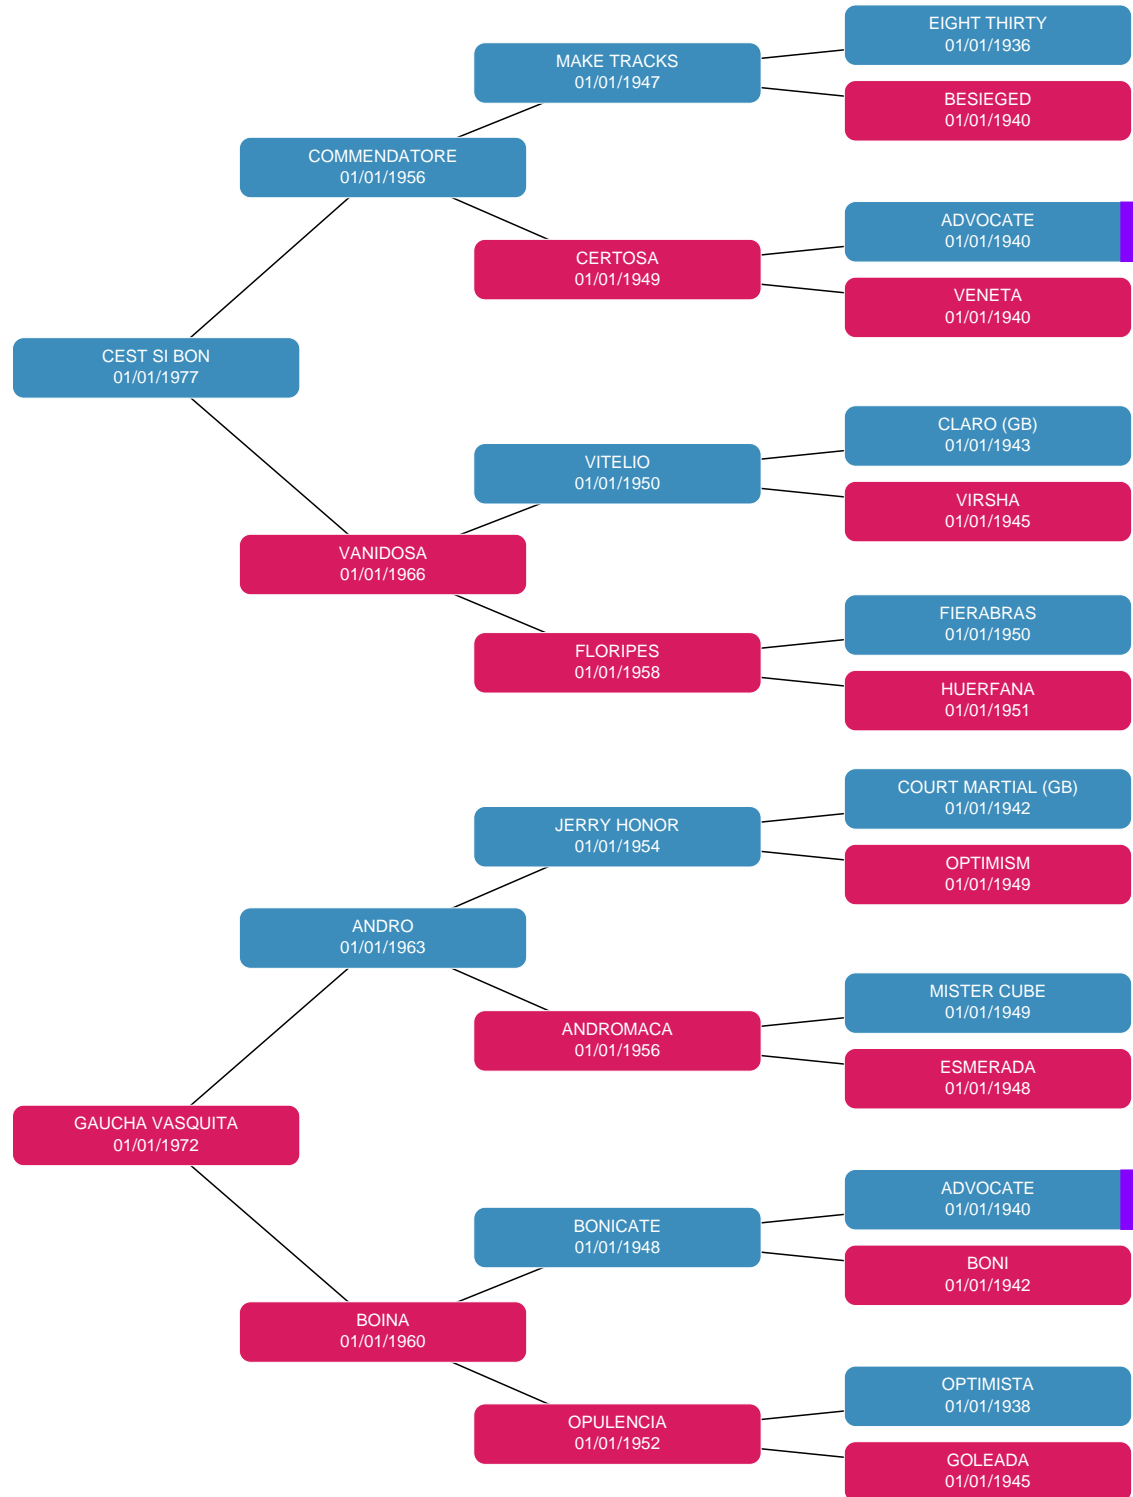 EIGHT THIRTY
01/01/1936
MAKE TRACKS
01/01/1947
BESIEGED
01/01/1940
COMMENDATORE
01/01/1956
ADVOCATE
01/01/1940
CERTOSA
01/01/1949
VENETA
01/01/1940
CEST SI BON
01/01/1977
CLARO (GB)
01/01/1943
VITELIO
01/01/1950
VIRSHA
01/01/1945
VANIDOSA
01/01/1966
FIERABRAS
01/01/1950
FLORIPES
01/01/1958
HUERFANA
01/01/1951
COURT MARTIAL (GB)
01/01/1942
JERRY HONOR
01/01/1954
OPTIMISM
01/01/1949
ANDRO
01/01/1963
MISTER CUBE
01/01/1949
ANDROMACA
01/01/1956
ESMERADA
01/01/1948
GAUCHA VASQUITA
01/01/1972
ADVOCATE
01/01/1940
BONICATE
01/01/1948
BONI
01/01/1942
BOINA
01/01/1960
OPTIMISTA
01/01/1938
OPULENCIA
01/01/1952
GOLEADA
01/01/1945